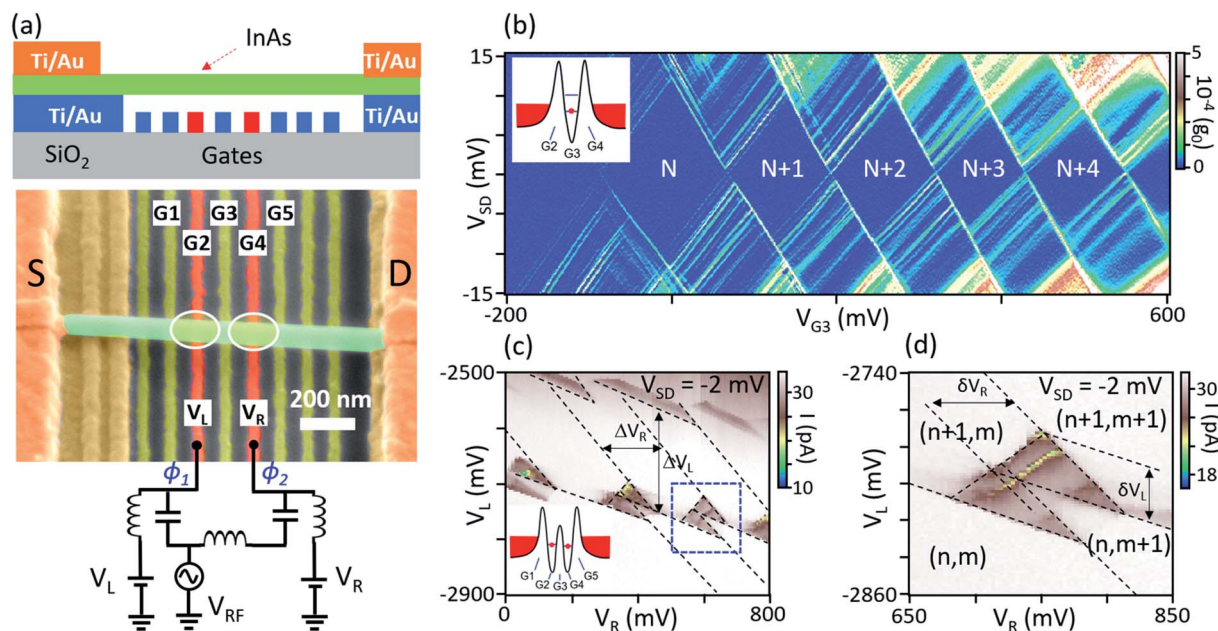 (a)
InAs
Ti/Au
Ti/Au
Ti/Au
Ti/Au
SiO2
Gates
G1
G3
G5
G2
G4
S
D
200 nm
VL
VR
ϕ1
ϕ2
VL
VR
VRF
(b)
15
VSD (mV)
-15
-200
VG3 (mV)
600
N
N+1
N+2
N+3
N+4
G2
G3
G4
5
10-4 (g0)
0
(c)
-2500
VSD = -2 mV
ΔVR
ΔVL
VL (mV)
-2900
0
VR (mV)
800
G1
G2
G3
G4
G5
30
I (pA)
10
(d)
-2740
VSD = -2 mV
δVR
(n+1,m+1)
(n+1,m)
δVL
(n,m)
(n,m+1)
VL (mV)
-2860
650
VR (mV)
850
30
I (pA)
18